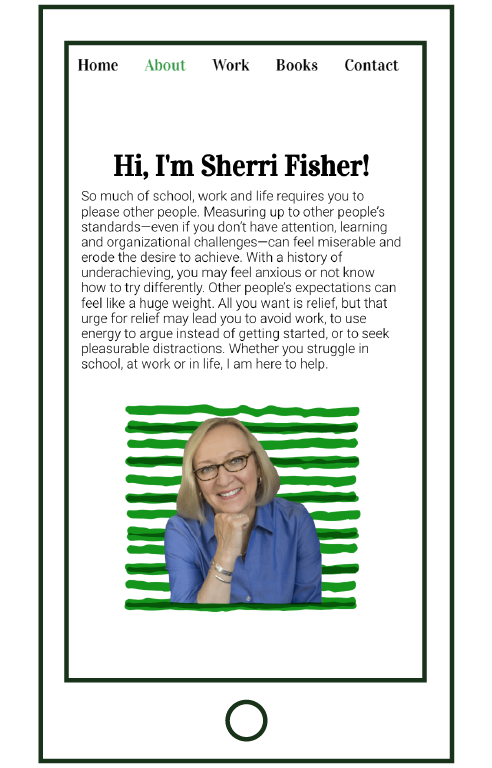 Home About Work Books Contact
Hi, I'm Sherri Fisher!
So much of school, work and life requires you to
please other people. Measuring up to other people's
standards—even if you don't have attention, learning
and organizational challenges—can feel miserable and
erode the desire to achieve. With a history of
underachieving, you may feel anxious or not know
how to try differently. Other people's expectations can
feel like a huge weight. All you want is relief, but that
urge for relief may lead you to avoid work, to use
energy to argue instead of getting started, or to seek
pleasurable distractions. Whether you struggle in
school, at work or in life, I am here to help.